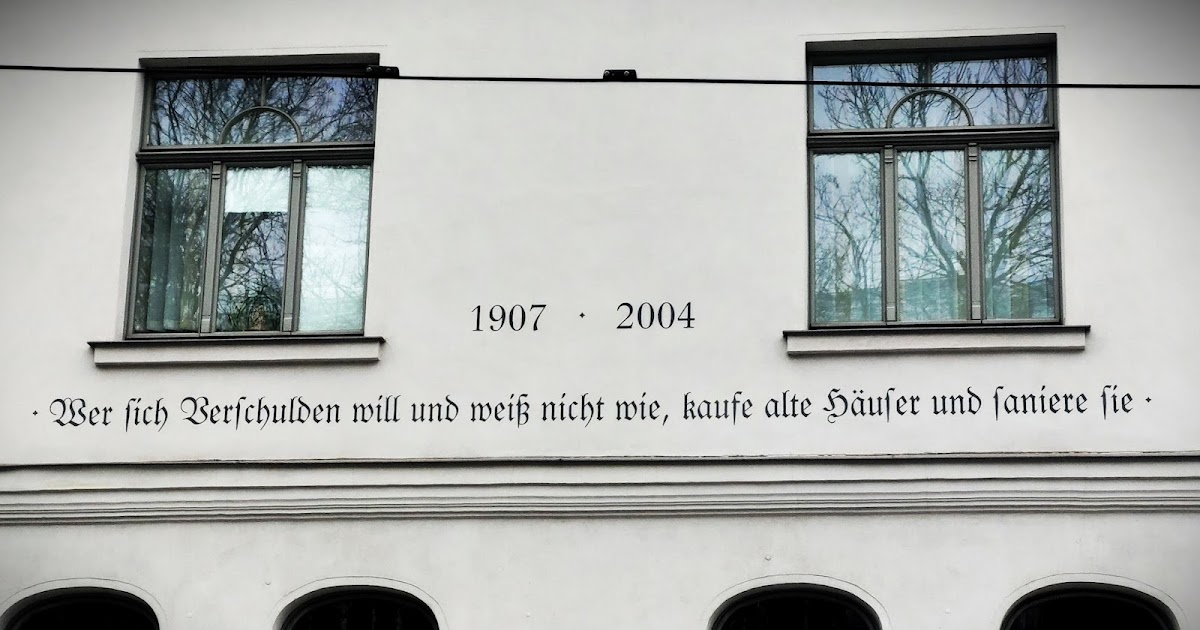 1907 · 2004
· Wer ſich Verſchulden will und weiß nicht wie, kaufe alte Häuſer und ſaniere ſie ·